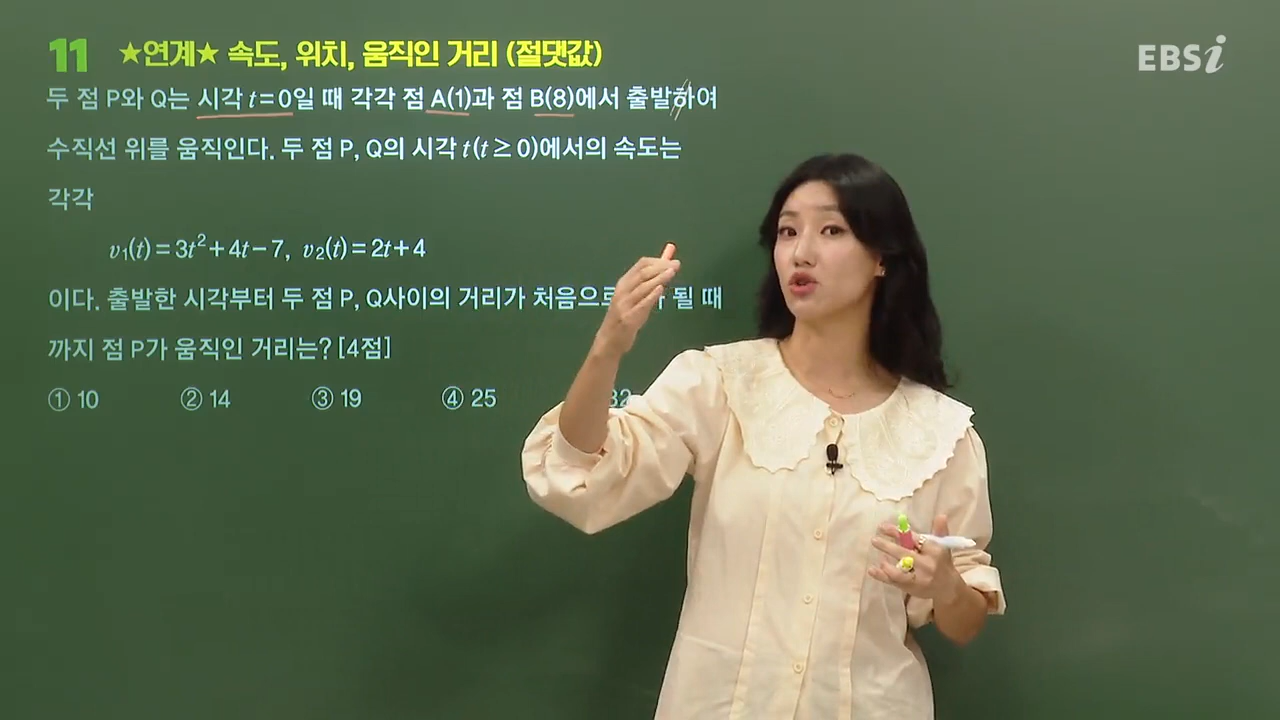 11 ★연계★ 속도, 위치, 움직인 거리 (절댓값)
EBSi
두 점 P와 Q는 시각 t=0일 때 각각 점 A(1)과 점 B(8)에서 출발하여
수직선 위를 움직인다. 두 점 P, Q의 시각 t(t≥0)에서의 속도는
각각
v₁(t)=3t²+4t−7, v₂(t)=2t+4
이다. 출발한 시각부터 두 점 P, Q사이의 거리가 처음으로 될 때
까지 점 P가 움직인 거리는? [4점]
① 10 ② 14 ③ 19 ④ 25 32